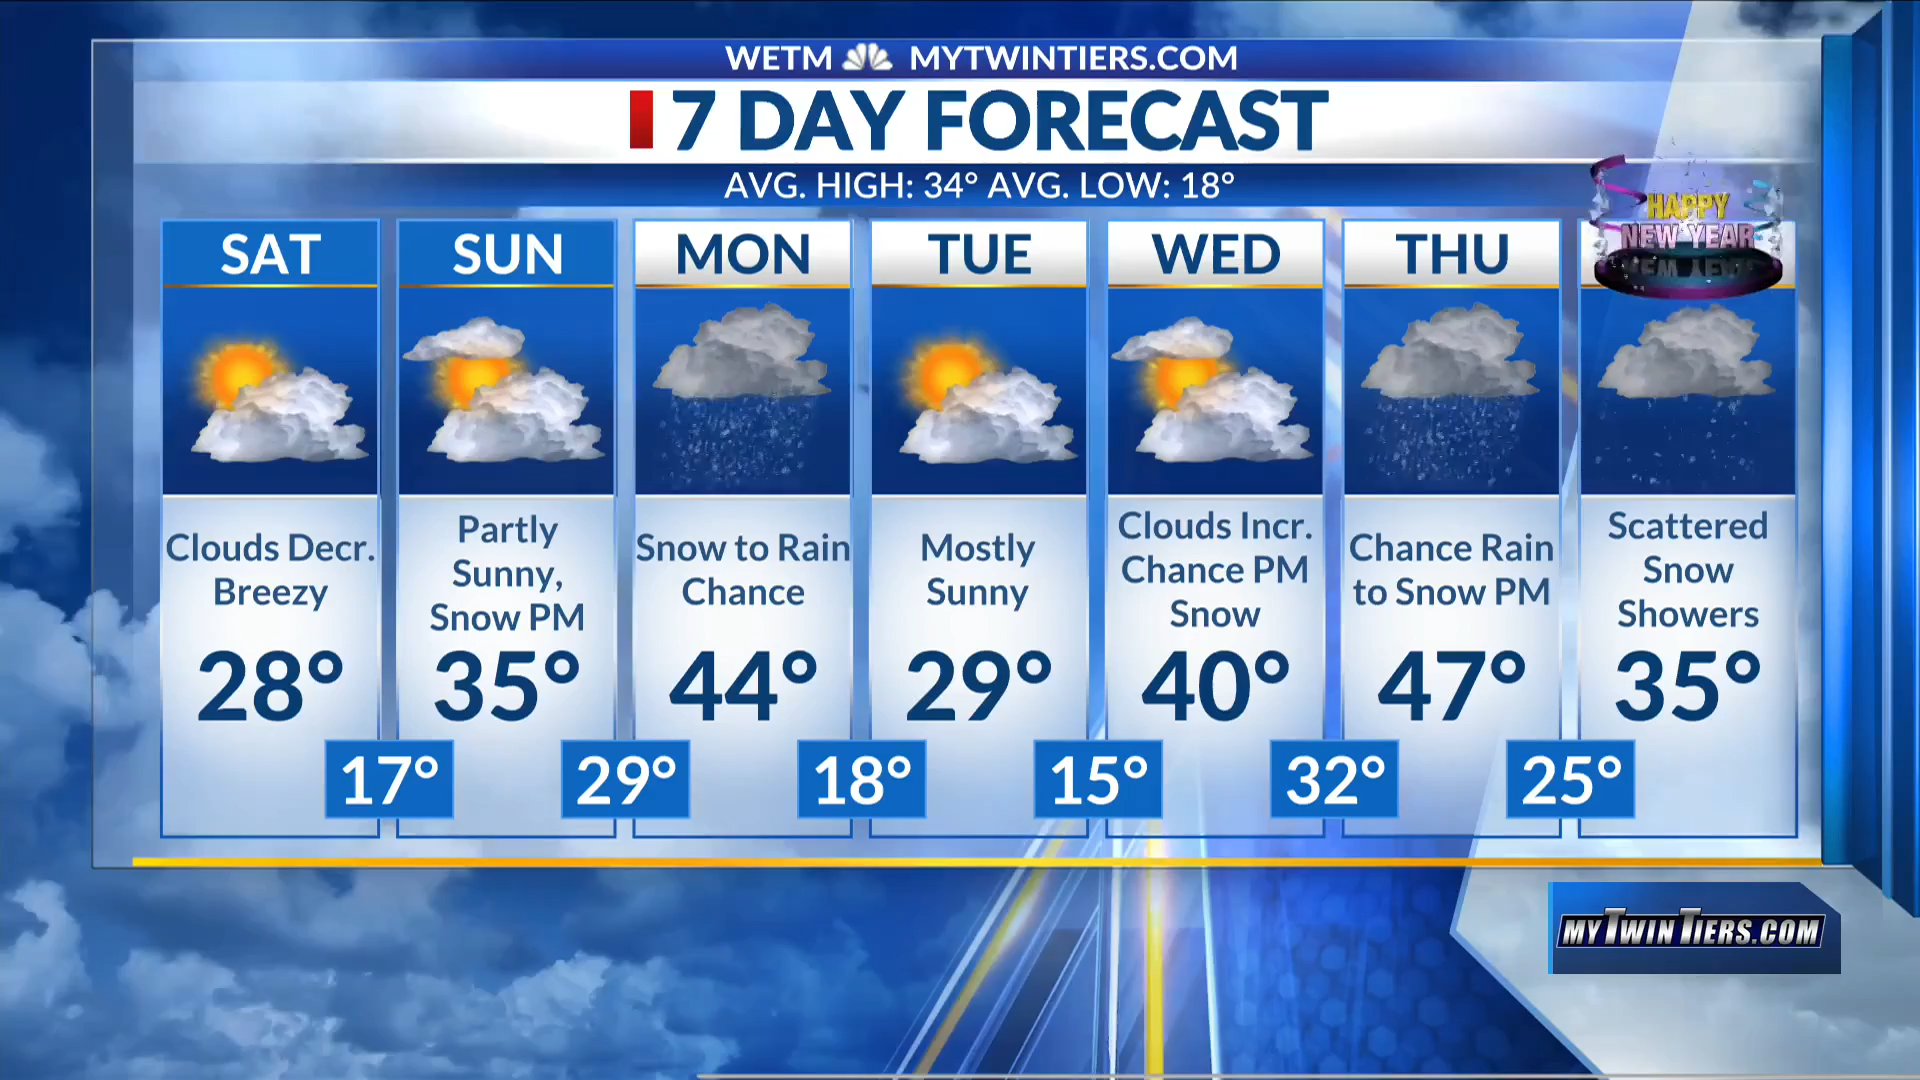 WETM MYTWINTIERS.COM
7 DAY FORECAST
AVG. HIGH: 34° AVG. LOW: 18°
SAT
SUN
MON
TUE
WED
THU
HAPPY
NEW YEAR
Clouds Decr.
Breezy
28°
Partly
Sunny,
Snow PM
35°
Snow to Rain
Chance
44°
Mostly
Sunny
29°
Clouds Incr.
Chance PM
Snow
40°
Chance Rain
to Snow PM
47°
Scattered
Snow
Showers
35°
17°
29°
18°
15°
32°
25°
MYTWINTIERS.COM